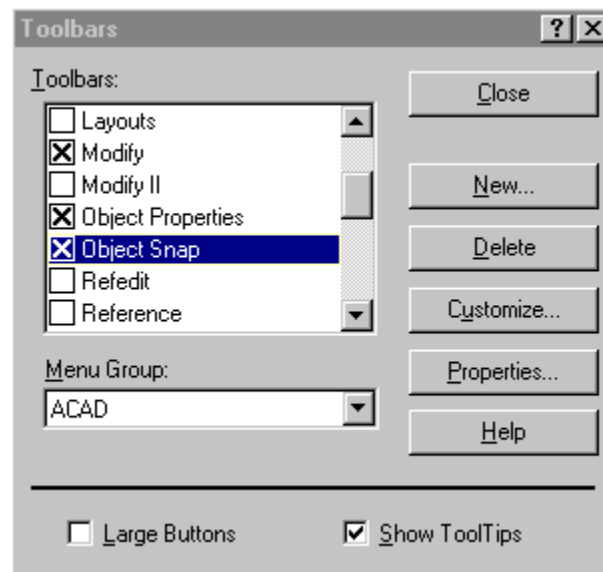 Toolbars
Toolbars:
Layouts
Modify
Modify II
Object Properties
Object Snap
Refedit
Reference
Menu Group:
ACAD
Close
New...
Delete
Customize...
Properties...
Help
Large Buttons
Show ToolTips